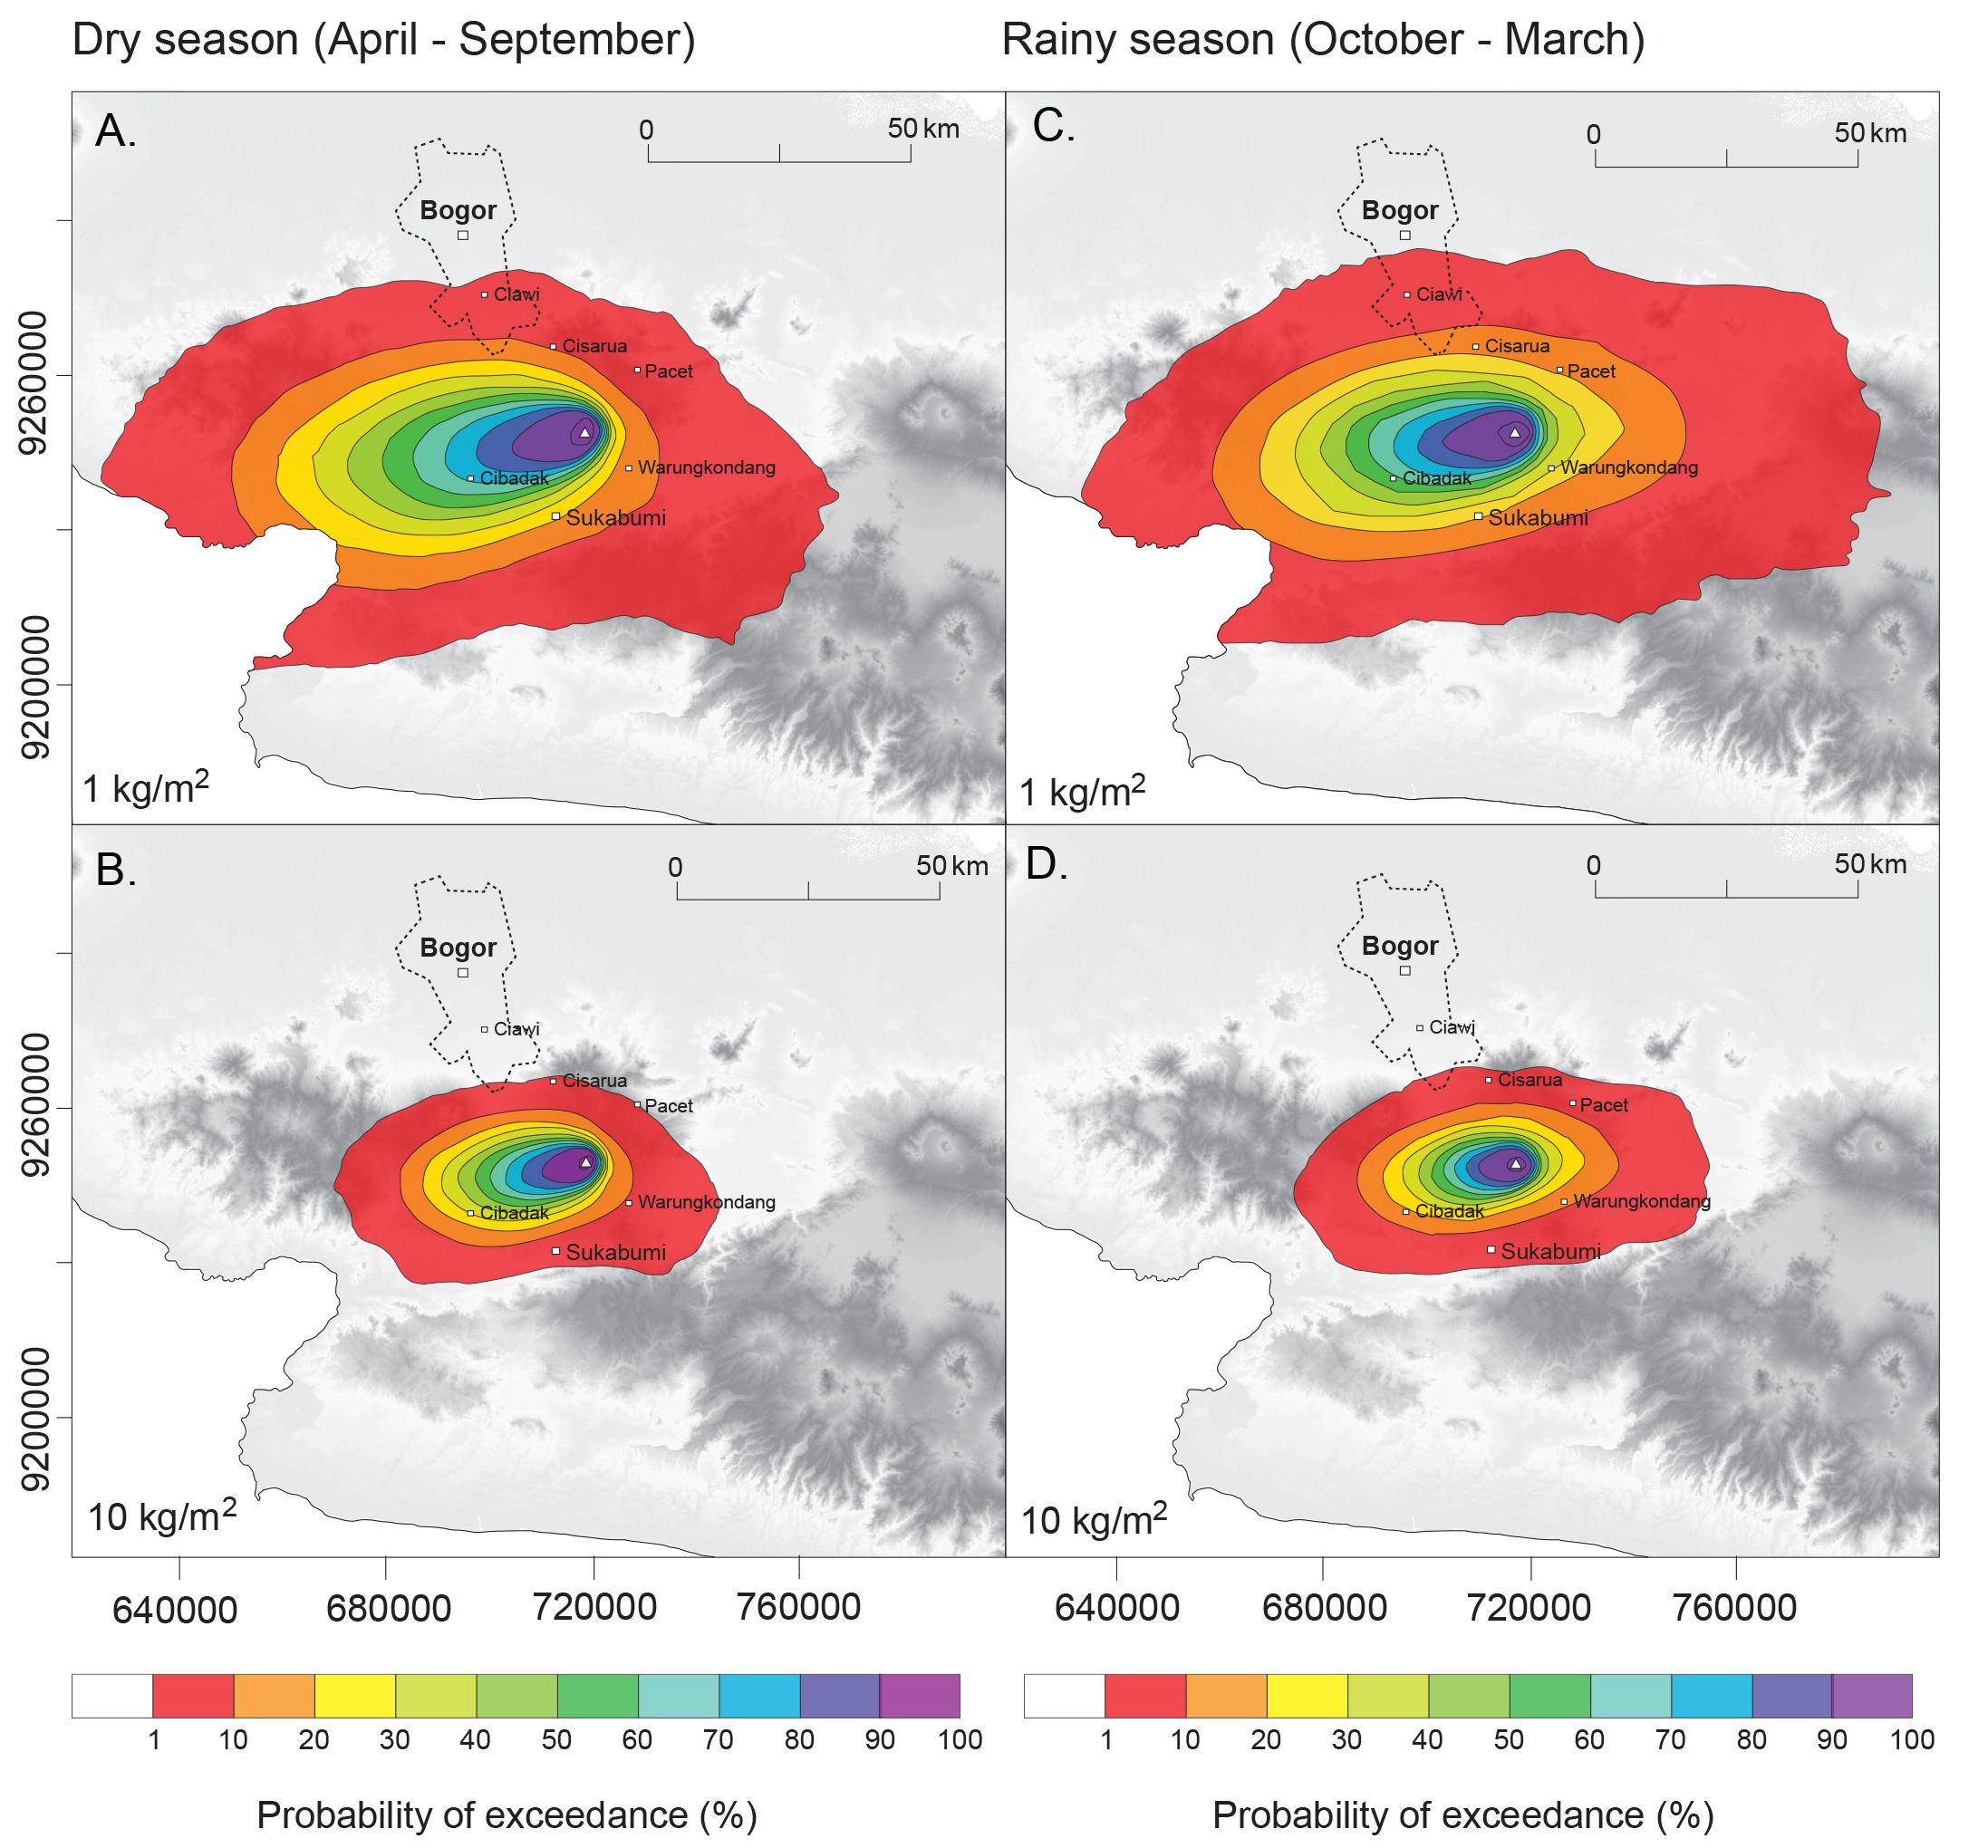 Dry season (April - September)
Rainy season (October - March)
A.
0
50 km
Bogor
Ciawi
Cisarua
Pacet
Warungkondang
Cibadak
Sukabumi
9260000
9200000
1 kg/m²
C.
0
50 km
Bogor
Ciawi
Cisarua
Pacet
Warungkondang
Cibadak
Sukabumi
1 kg/m²
B.
0
50 km
Bogor
Ciawi
Cisarua
Pacet
Warungkondang
Cibadak
Sukabumi
9260000
9200000
10 kg/m²
D.
0
50 km
Bogor
Ciawi
Cisarua
Pacet
Warungkondang
Cibadak
Sukabumi
10 kg/m²
640000 680000 720000 760000
640000 680000 720000 760000
1 10 20 30 40 50 60 70 80 90 100
1 10 20 30 40 50 60 70 80 90 100
Probability of exceedance (%)
Probability of exceedance (%)